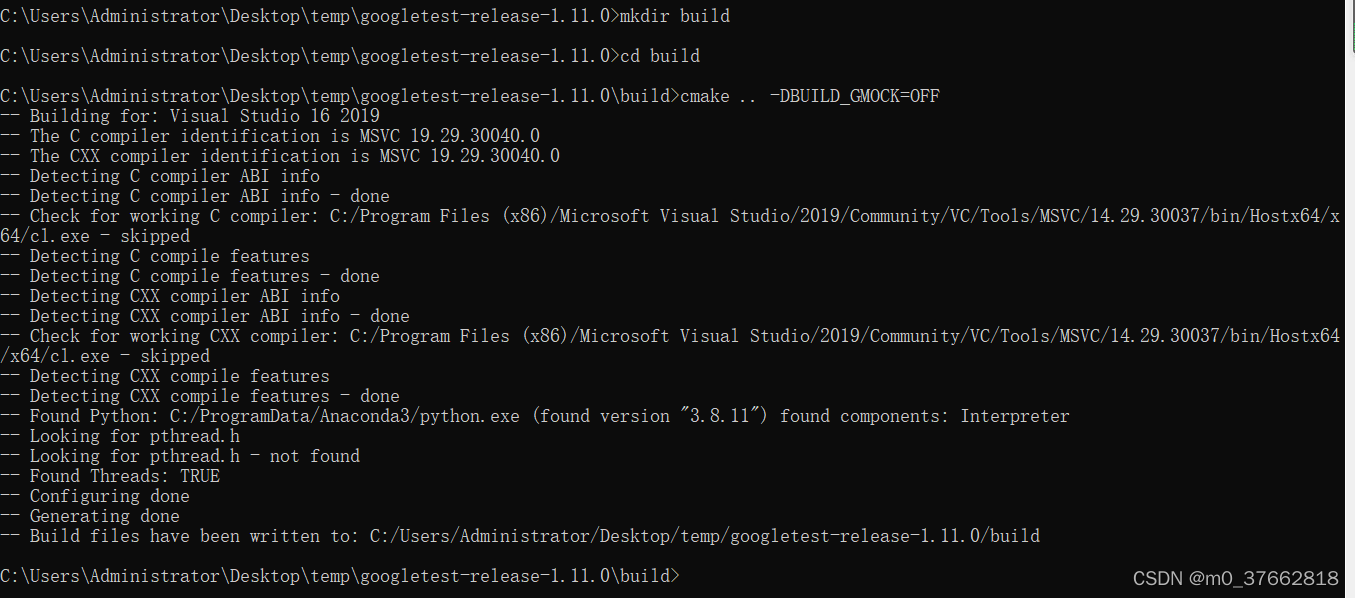 C:\Users\Administrator\Desktop\temp\googletest-release-1.11.0>mkdir build
C:\Users\Administrator\Desktop\temp\googletest-release-1.11.0>cd build
C:\Users\Administrator\Desktop\temp\googletest-release-1.11.0\build>cmake .. -DBUILD_GMOCK=OFF
-- Building for: Visual Studio 16 2019
-- The C compiler identification is MSVC 19.29.30040.0
-- The CXX compiler identification is MSVC 19.29.30040.0
-- Detecting C compiler ABI info
-- Detecting C compiler ABI info - done
-- Check for working C compiler: C:/Program Files (x86)/Microsoft Visual Studio/2019/Community/VC/Tools/MSVC/14.29.30037/bin/Hostx64/x
64/cl.exe - skipped
-- Detecting C compile features
-- Detecting C compile features - done
-- Detecting CXX compiler ABI info
-- Detecting CXX compiler ABI info - done
-- Check for working CXX compiler: C:/Program Files (x86)/Microsoft Visual Studio/2019/Community/VC/Tools/MSVC/14.29.30037/bin/Hostx64
/x64/cl.exe - skipped
-- Detecting CXX compile features
-- Detecting CXX compile features - done
-- Found Python: C:/ProgramData/Anaconda3/python.exe (found version "3.8.11") found components: Interpreter
-- Looking for pthread.h
-- Looking for pthread.h - not found
-- Found Threads: TRUE
-- Configuring done
-- Generating done
-- Build files have been written to: C:/Users/Administrator/Desktop/temp/googletest-release-1.11.0/build
C:\Users\Administrator\Desktop\temp\googletest-release-1.11.0\build>
CSDN @m0_37662818